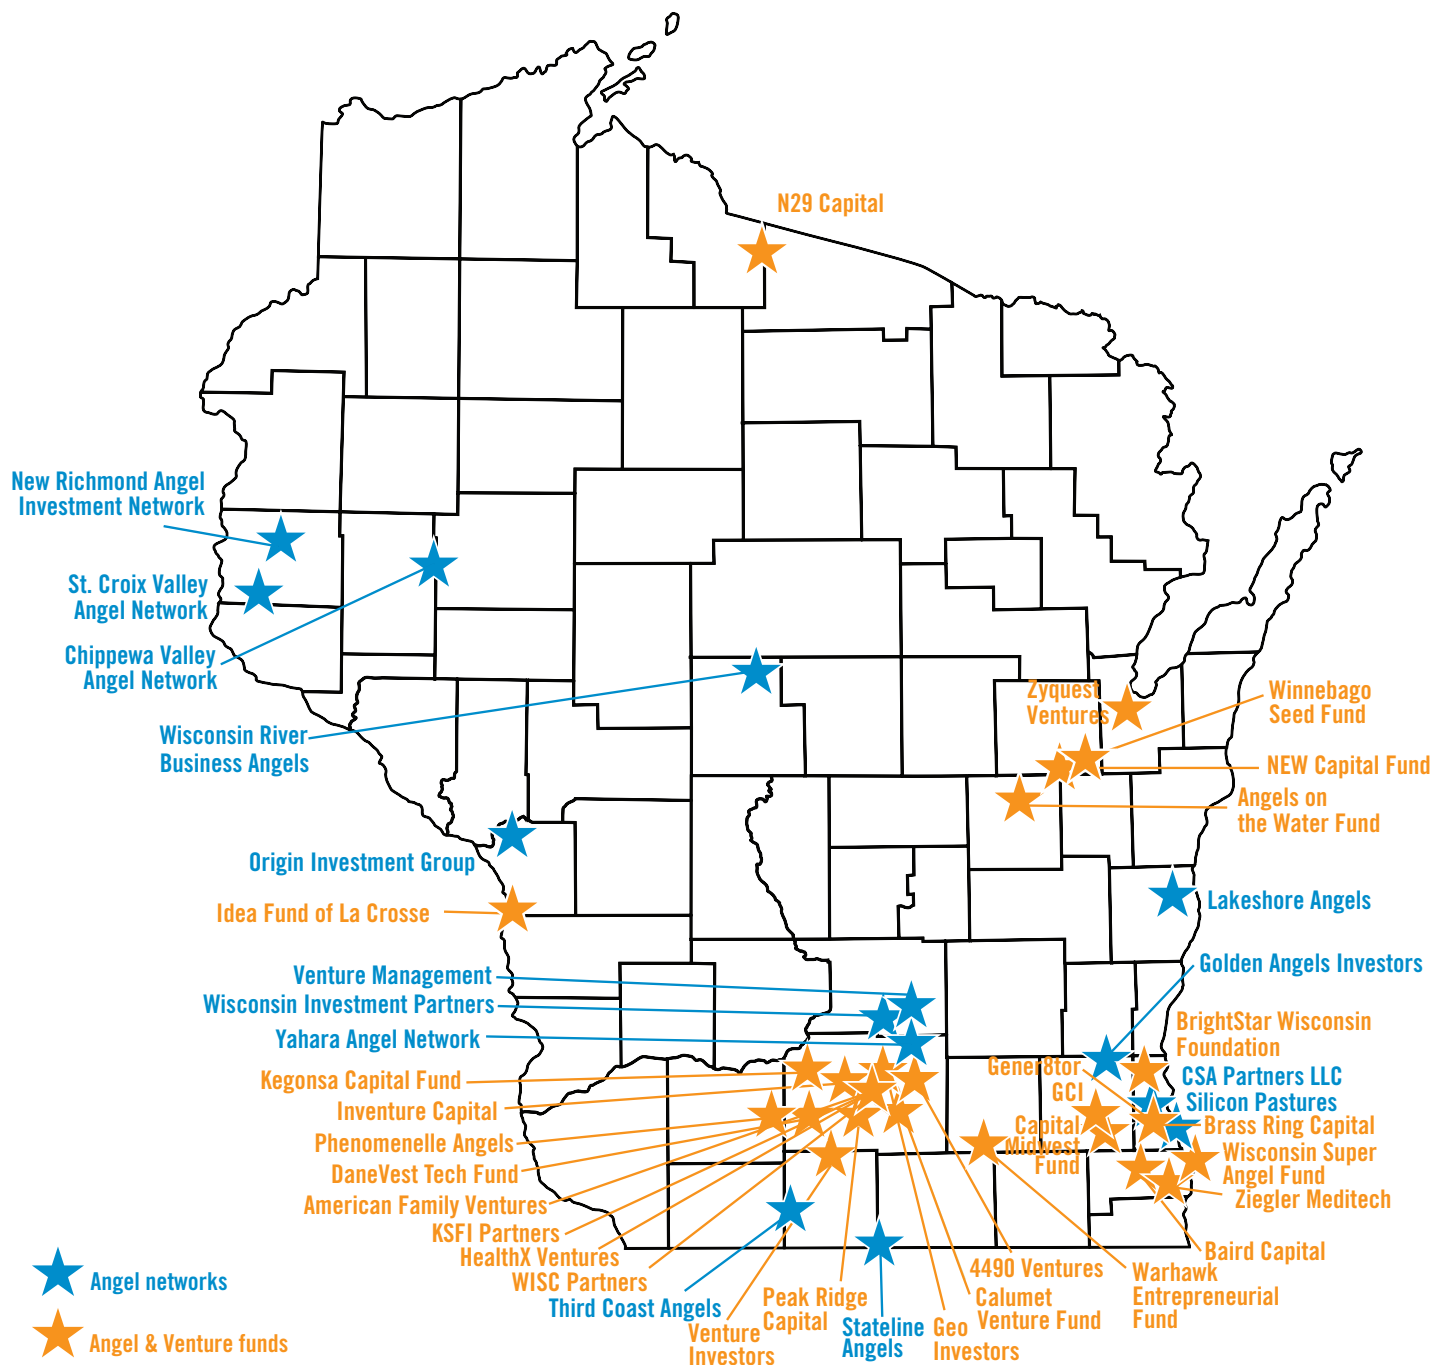 N29 Capital
New Richmond Angel
Investment Network
St. Croix Valley
Angel Network
Chippewa Valley
Angel Network
Wisconsin River
Business Angels
Zyquest
Ventures
Winnebago
Seed Fund
NEW Capital Fund
Angels on
the Water Fund
Origin Investment Group
Idea Fund of La Crosse
Lakeshore Angels
Golden Angels Investors
Venture Management
Wisconsin Investment Partners
Yahara Angel Network
BrightStar Wisconsin
Foundation
Kegonsa Capital Fund
Inventure Capital
Phenomenelle Angels
DaneVest Tech Fund
American Family Ventures
KSFI Partners
HealthX Ventures
WISC Partners
Third Coast Angels
Gener8tor
GCI
Capital
Midwest
Fund
CSA Partners LLC
Silicon Pastures
Brass Ring Capital
Wisconsin Super
Angel Fund
Ziegler Meditech
Baird Capital
Warhawk
Entrepreneurial
Fund
4490 Ventures
Calumet
Venture Fund
Geo
Investors
Stateline
Angels
Peak Ridge
Capital
Venture
Investors
Angel networks
Angel & Venture funds